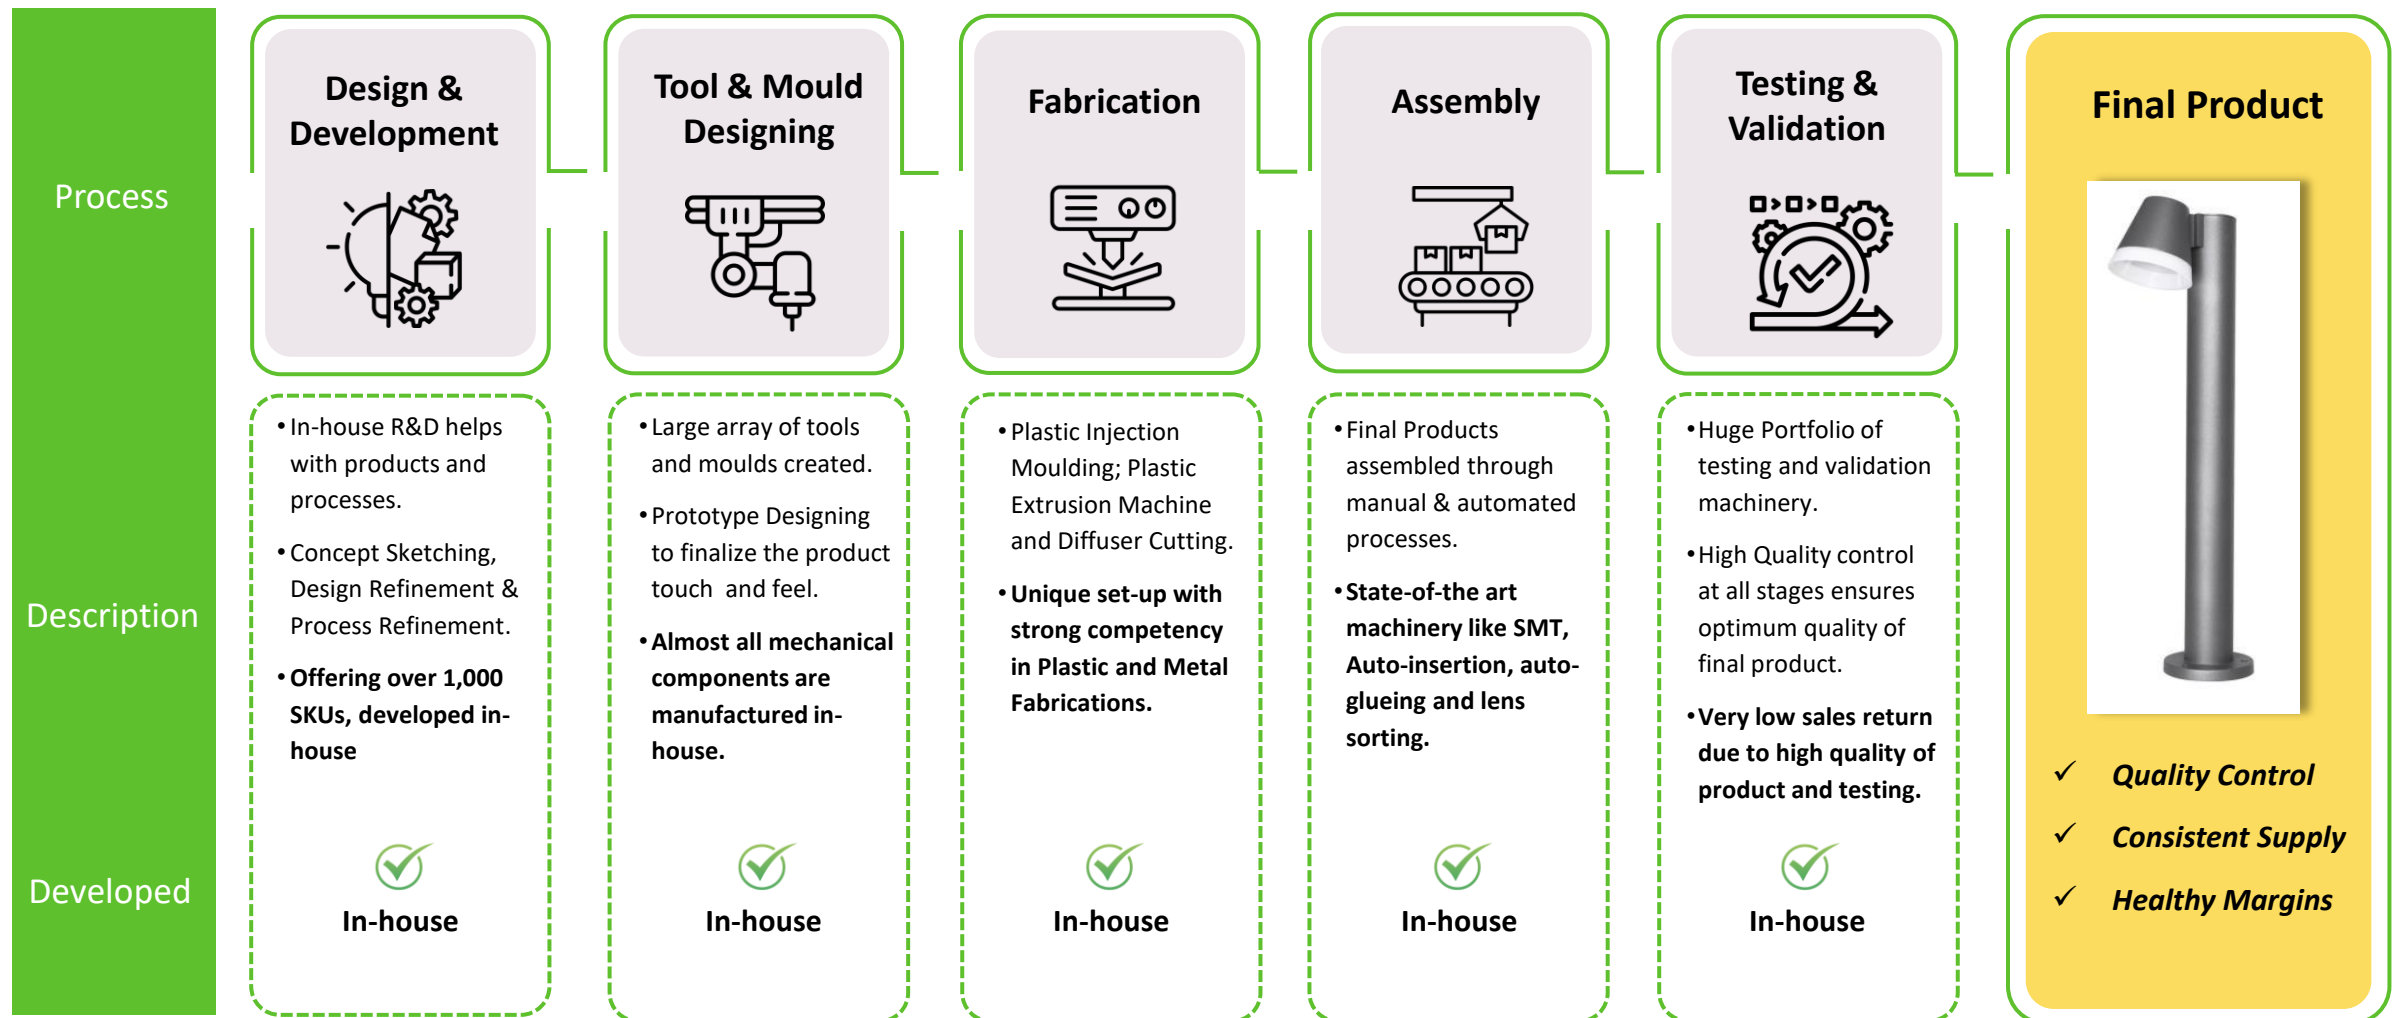 Process
Design &
Development
Tool & Mould
Designing
Fabrication
Assembly
Testing &
Validation
Final Product
Description
• In-house R&D helps
with products and
processes.
• Concept Sketching,
Design Refinement &
Process Refinement.
• Offering over 1,000
SKUs, developed in-
house
• Large array of tools
and moulds created.
• Prototype Designing
to finalize the product
touch  and feel.
• Almost all mechanical
components are
manufactured in-
house.
• Plastic Injection
Moulding; Plastic
Extrusion Machine
and Diffuser Cutting.
• Unique set-up with
strong competency
in Plastic and Metal
Fabrications.
• Final Products
assembled through
manual & automated
processes.
• State-of-the art
machinery like SMT,
Auto-insertion, auto-
glueing and lens
sorting.
• Huge Portfolio of
testing and validation
machinery.
• High Quality control
at all stages ensures
optimum quality of
final product.
• Very low sales return
due to high quality of
product and testing.
✓ Quality Control
✓ Consistent Supply
✓ Healthy Margins
Developed
In-house
In-house
In-house
In-house
In-house